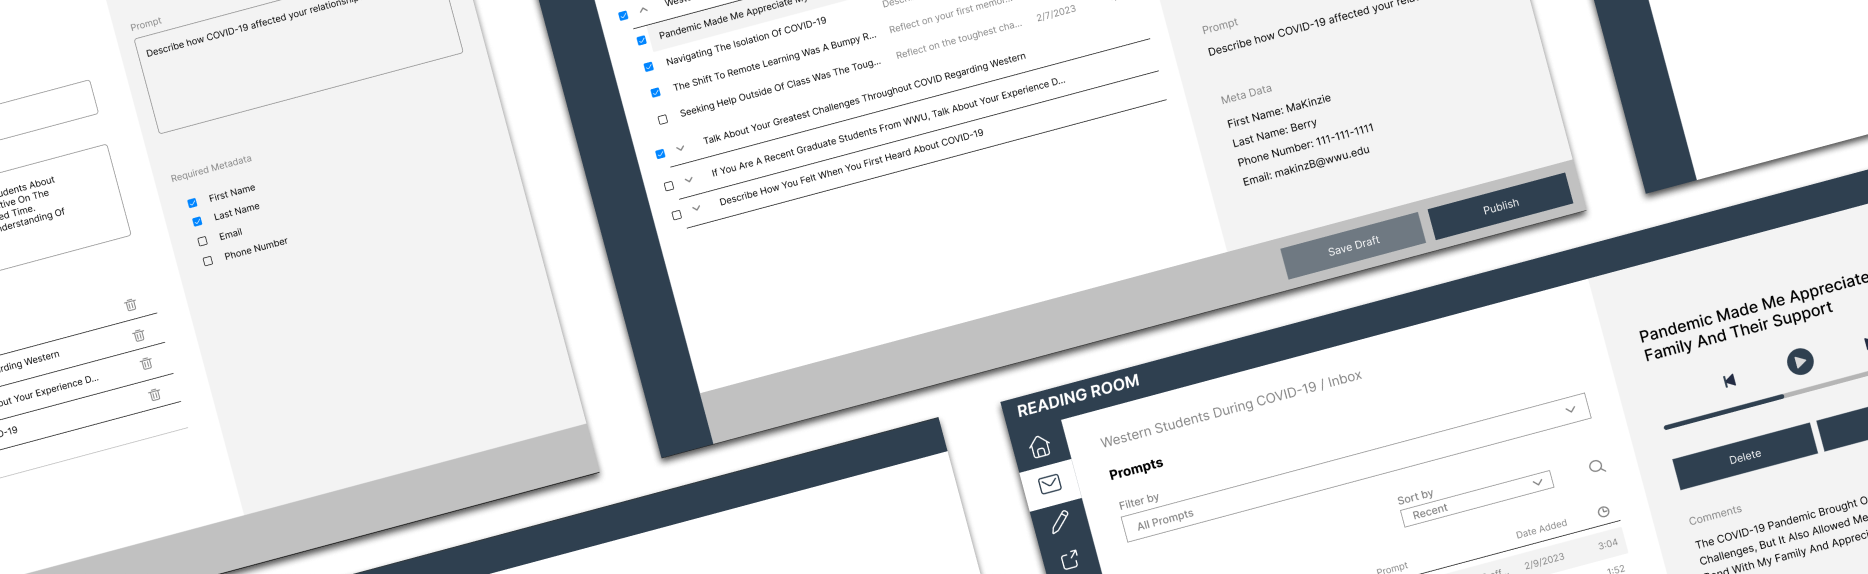 Prompt
Describe how COVID-19 affected your relationship
udents About
tive On The
ed Time.
nderstanding Of
Required Metadata
First Name
Last Name
Email
Phone Number
rding Western
out Your Experience D...
D-19
Pandemic Made Me Appreciate My
Navigating The Isolation Of COVID-19
The Shift To Remote Learning Was A Bumpy R...
Reflect on your first memor...
Seeking Help Outside Of Class Was The Toug...
Reflect on the toughest cha...
2/7/2023
Talk About Your Greatest Challenges Throughout COVID Regarding Western
If You Are A Recent Graduate Students From WWU, Talk About Your Experience D...
Describe How You Felt When You First Heard About COVID-19
Prompt
Describe how COVID-19 affected your rela
Meta Data
First Name: MaKinzie
Last Name: Berry
Phone Number: 111-111-1111
Email: makinzB@wwu.edu
Save Draft
Publish
READING ROOM
Western Students During COVID-19 / Inbox
Prompts
Filter by
All Prompts
Sort by
Recent
Prompt
Date Added
2/9/2023
3:04
1:52
Pandemic Made Me Appreciate
Family And Their Support
Delete
Comments
The COVID-19 Pandemic Brought O
Challenges, But It Also Allowed Me
Bond With My Family And Appreci